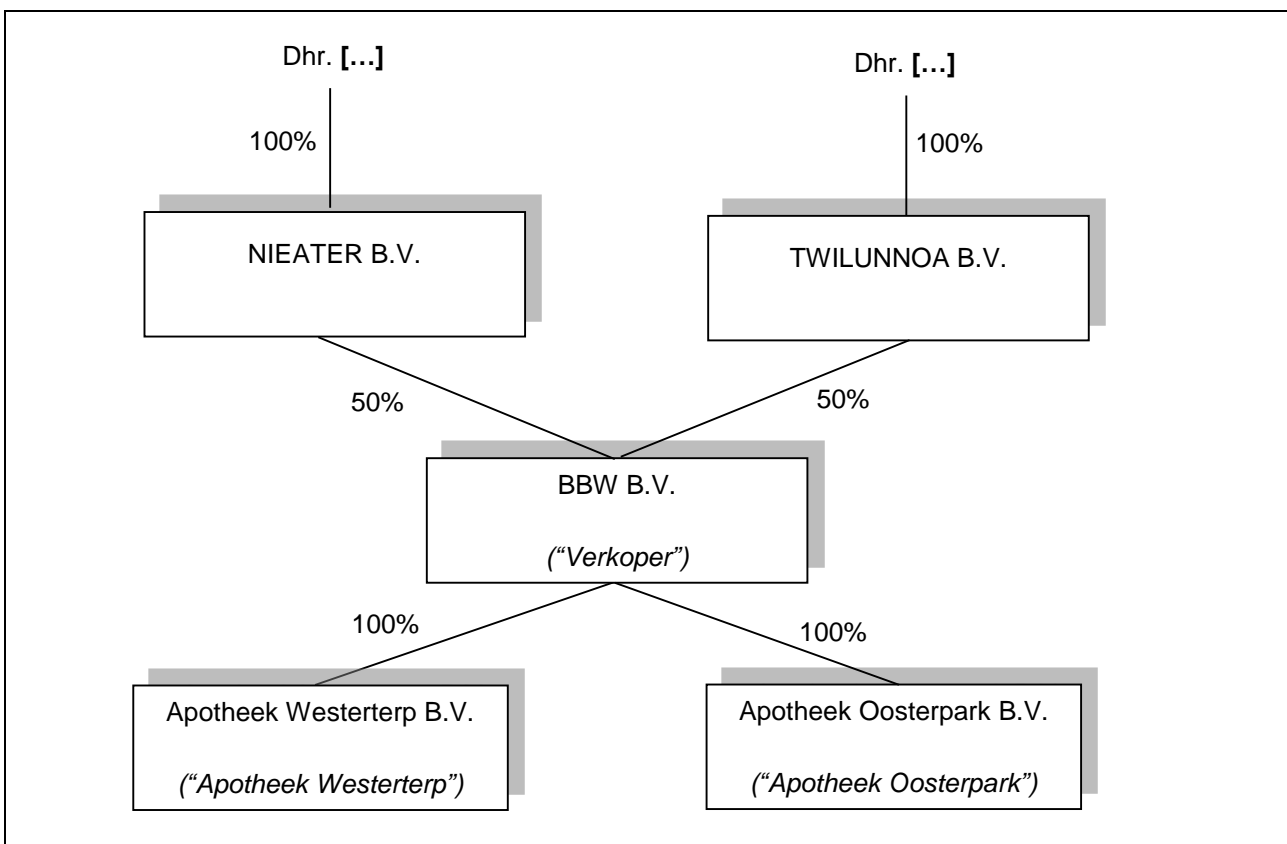 Dhr. [...]
Dhr. [...]
100%
100%
NIEATER B.V.
TWILUNNOA B.V.
50%
50%
BBW B.V.
(“Verkoper”)
100%
100%
Apotheek Westerterp B.V.
(“Apotheek Westerterp”)
Apotheek Oosterpark B.V.
(“Apotheek Oosterpark”)